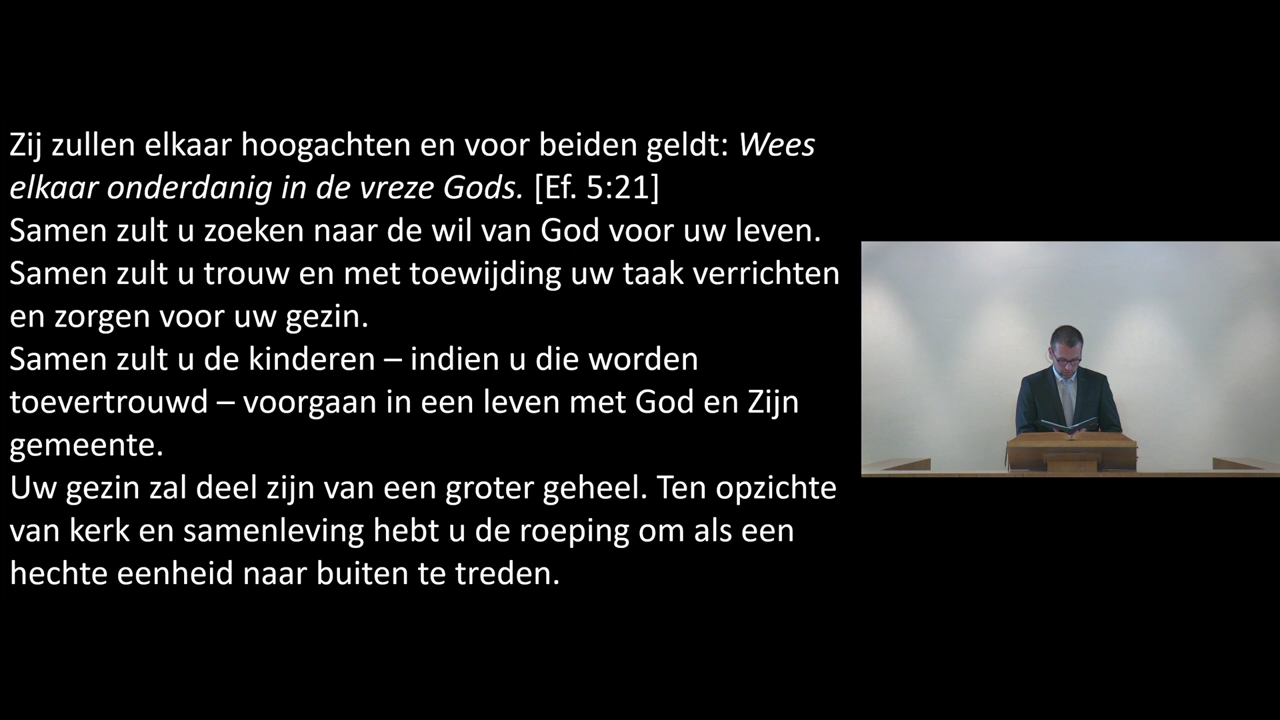 Zij zullen elkaar hoogachten en voor beiden geldt: Wees
elkaar onderdanig in de vreze Gods. [Ef. 5:21]
Samen zult u zoeken naar de wil van God voor uw leven.
Samen zult u trouw en met toewijding uw taak verrichten
en zorgen voor uw gezin.
Samen zult u de kinderen – indien u die worden
toevertrouwd – voorgaan in een leven met God en Zijn
gemeente.
Uw gezin zal deel zijn van een groter geheel. Ten opzichte
van kerk en samenleving hebt u de roeping om als een
hechte eenheid naar buiten te treden.